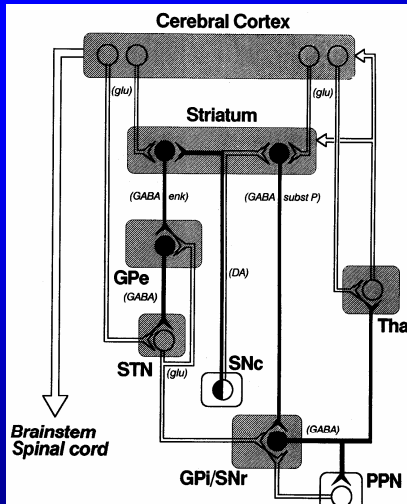 Cerebral Cortex
(glu)
(glu)
Striatum
(GABA enk)
(GABA subst P)
GPe
(DA)
(GABA)
Tha
STN
(glu)
SNc
Brainstem
Spinal cord
(GABA)
GPi/SNr
PPN